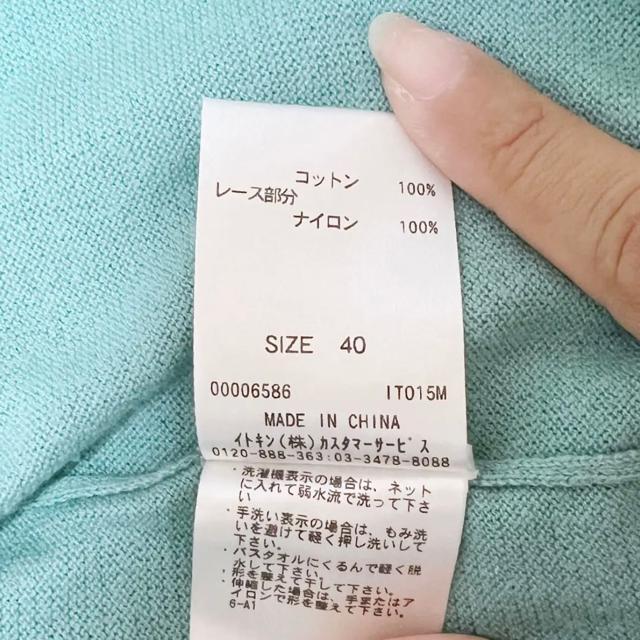 コットン 100%
レース部分
ナイロン 100%
SIZE 40
00006586 IT015M
MADE IN CHINA
イトキン(株)カスタマーサービス
0120-888-363:03-3478-8088
・洗濯機表示の場合は、ネット
に入れて弱水流で洗って下さ
い
・手洗い表示の場合は、もみ洗
いを避けて軽く押し洗いして
下さい。
・バスタオルにくるんで軽く脱
水して下さい。
・形を整えて干して下さい。
・伸縮した場合は、手またはア
イロンで形を整えて下さい。
6-A1